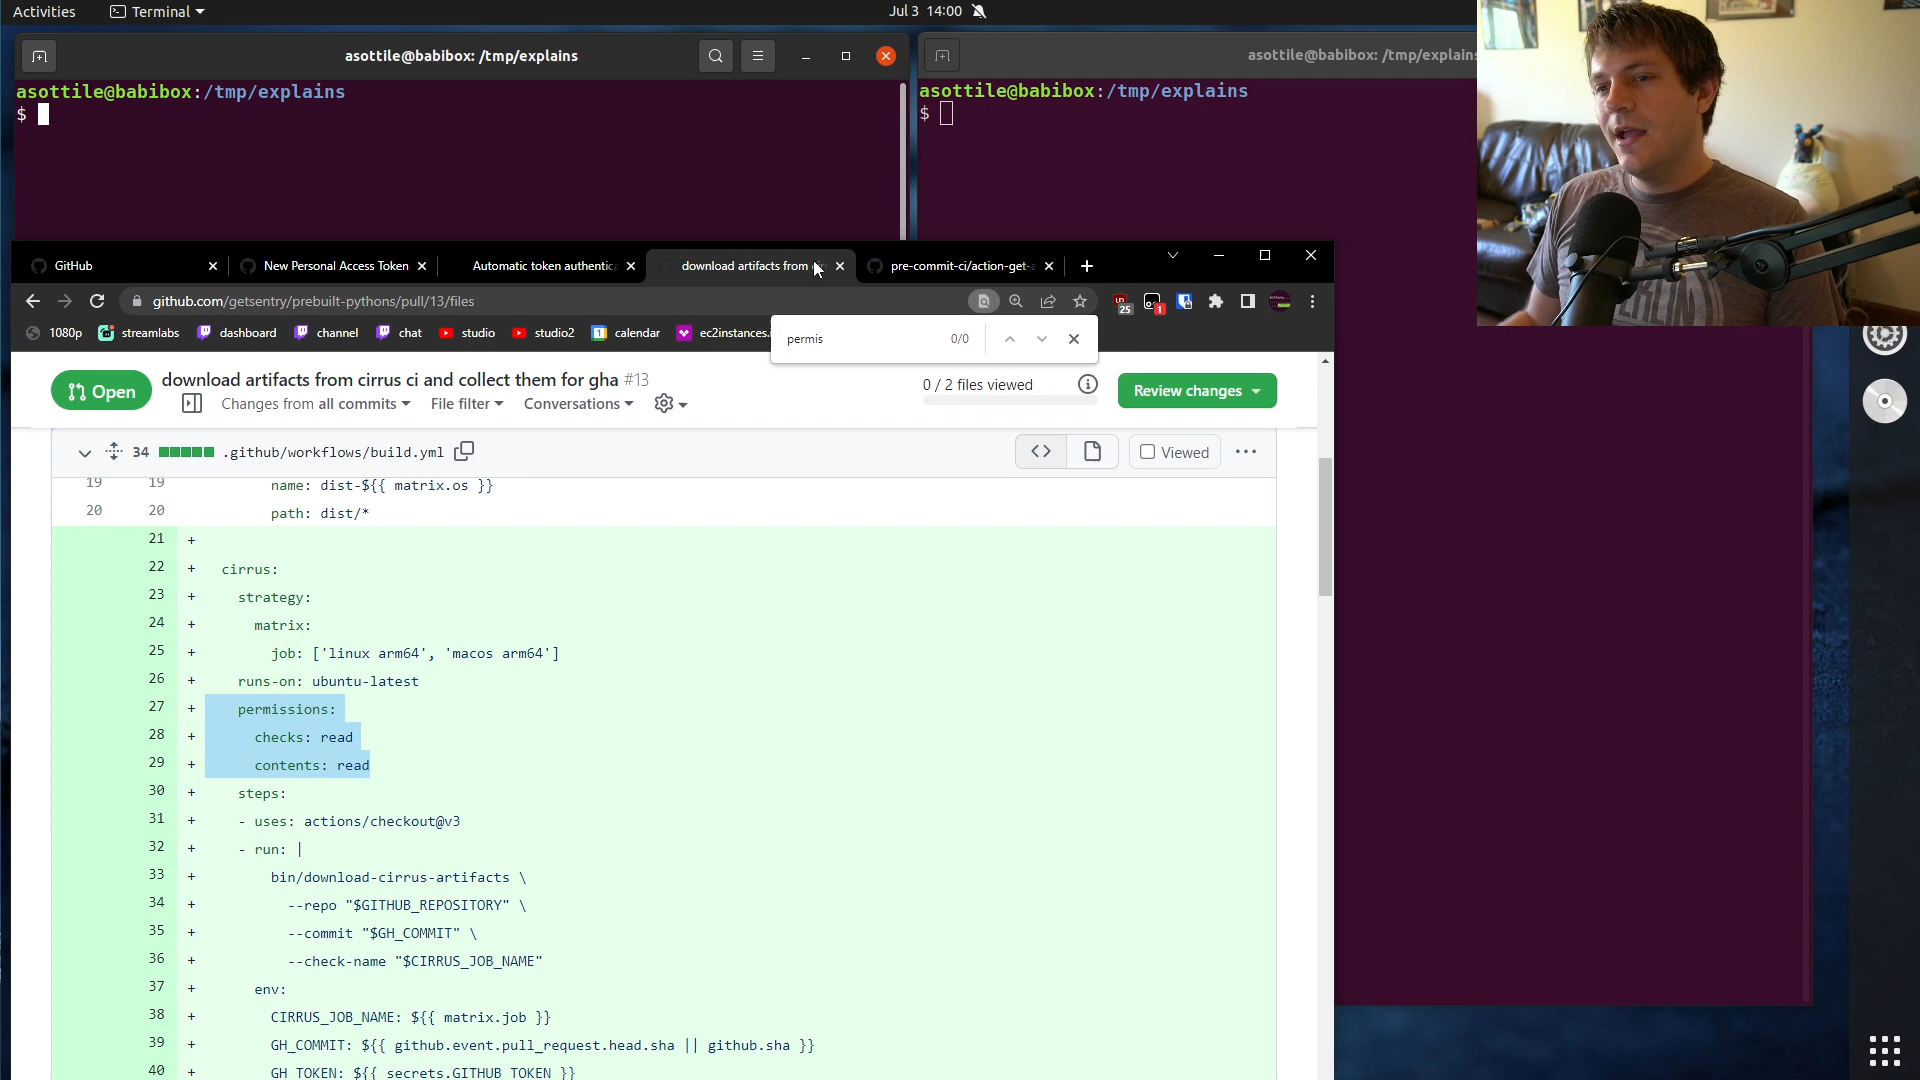 Activities
Terminal
Jul 3 14:00
asottile@babibox: /tmp/explains
asottile@babibox:/tmp/explains
$
asottile@babibox: /tmp/explains
asottile@babibox:/tmp/explains
$
GitHub
New Personal Access Token
Automatic token authentic
download artifacts from
pre-commit-ci/action-get-
github.com/getsentry/prebuilt-pythons/pull/13/files
25
1
1080p
streamlabs
dashboard
channel
chat
studio
studio2
calendar
ec2instances.
permis
0/0
Open
download artifacts from cirrus ci and collect them for gha #13
Changes from all commits
File filter
Conversations
0 / 2 files viewed
Review changes
34
.github/workflows/build.yml
Viewed
19 19 name: dist-${{ matrix.os }}
20 20 path: dist/*
21 +
22 + cirrus:
23 + strategy:
24 + matrix:
25 + job: ['linux arm64', 'macos arm64']
26 + runs-on: ubuntu-latest
27 + permissions:
28 + checks: read
29 + contents: read
30 + steps:
31 + - uses: actions/checkout@v3
32 + - run: |
33 + bin/download-cirrus-artifacts \
34 + --repo "$GITHUB_REPOSITORY" \
35 + --commit "$GH_COMMIT" \
36 + --check-name "$CIRRUS_JOB_NAME"
37 + env:
38 + CIRRUS_JOB_NAME: ${{ matrix.job }}
39 + GH_COMMIT: ${{ github.event.pull_request.head.sha || github.sha }}
40 + GH_TOKEN: ${{ secrets.GITHUB_TOKEN }}